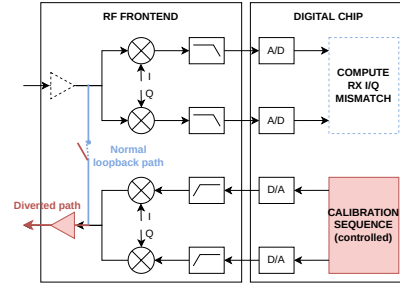 RF FRONTEND
DIGITAL CHIP
A/D
I
Q
COMPUTE
RX I/Q
MISMATCH
A/D
Normal
loopback path
Diverted path
D/A
I
Q
CALIBRATION
SEQUENCE
(controlled)
D/A